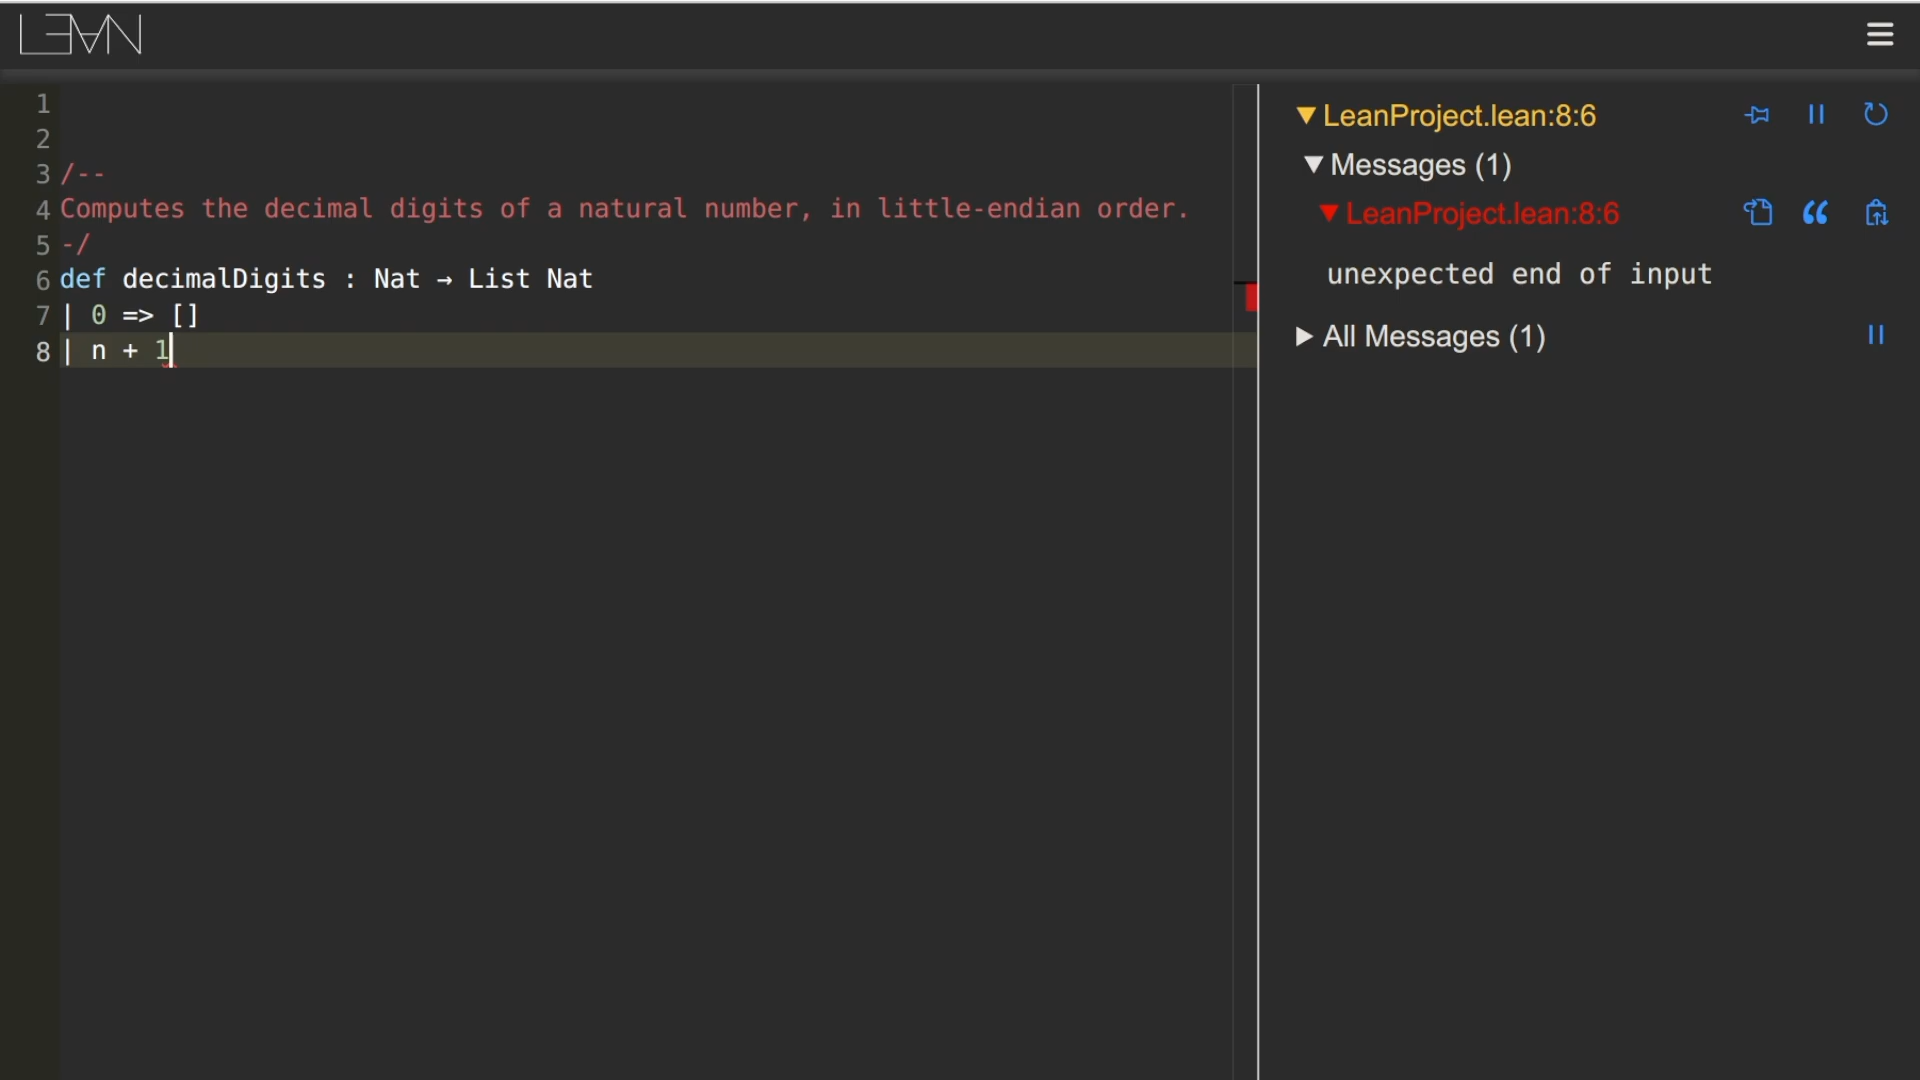 LEAN
1
2
3 /--
4 Computes the decimal digits of a natural number, in little-endian order.
5 -/
6 def decimalDigits : Nat → List Nat
7 | 0 => []
8 | n + 1
▼ LeanProject.lean:8:6
▼ Messages (1)
▼ LeanProject.lean:8:6
unexpected end of input
▶ All Messages (1)